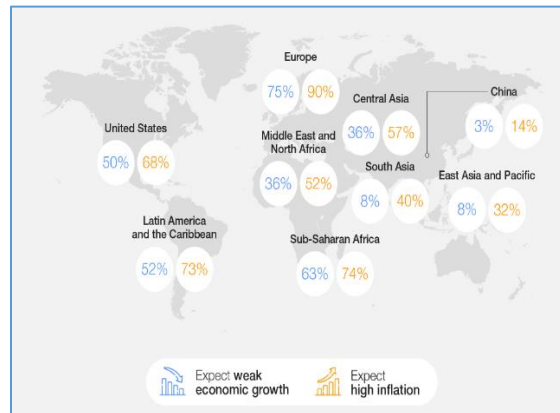 Europe
75% 90%
Central Asia
36% 57%
China
3% 14%
United States
50% 68%
Middle East and
North Africa
36% 52%
South Asia
8% 40%
East Asia and Pacific
8% 32%
Latin America
and the Caribbean
52% 73%
Sub-Saharan Africa
63% 74%
Expect weak
economic growth
Expect
high inflation